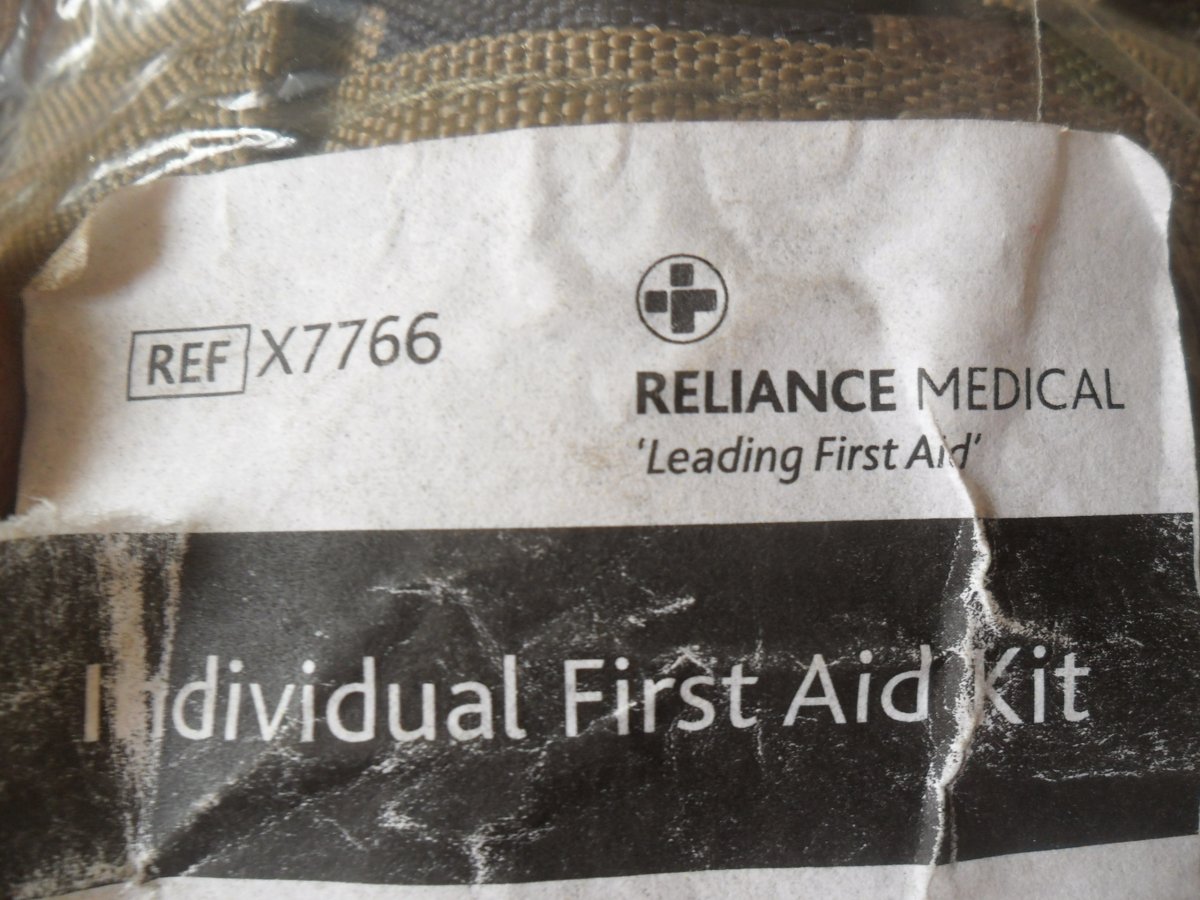 REF X7766
RELIANCE MEDICAL
‘Leading First Aid’
Individual First Aid Kit